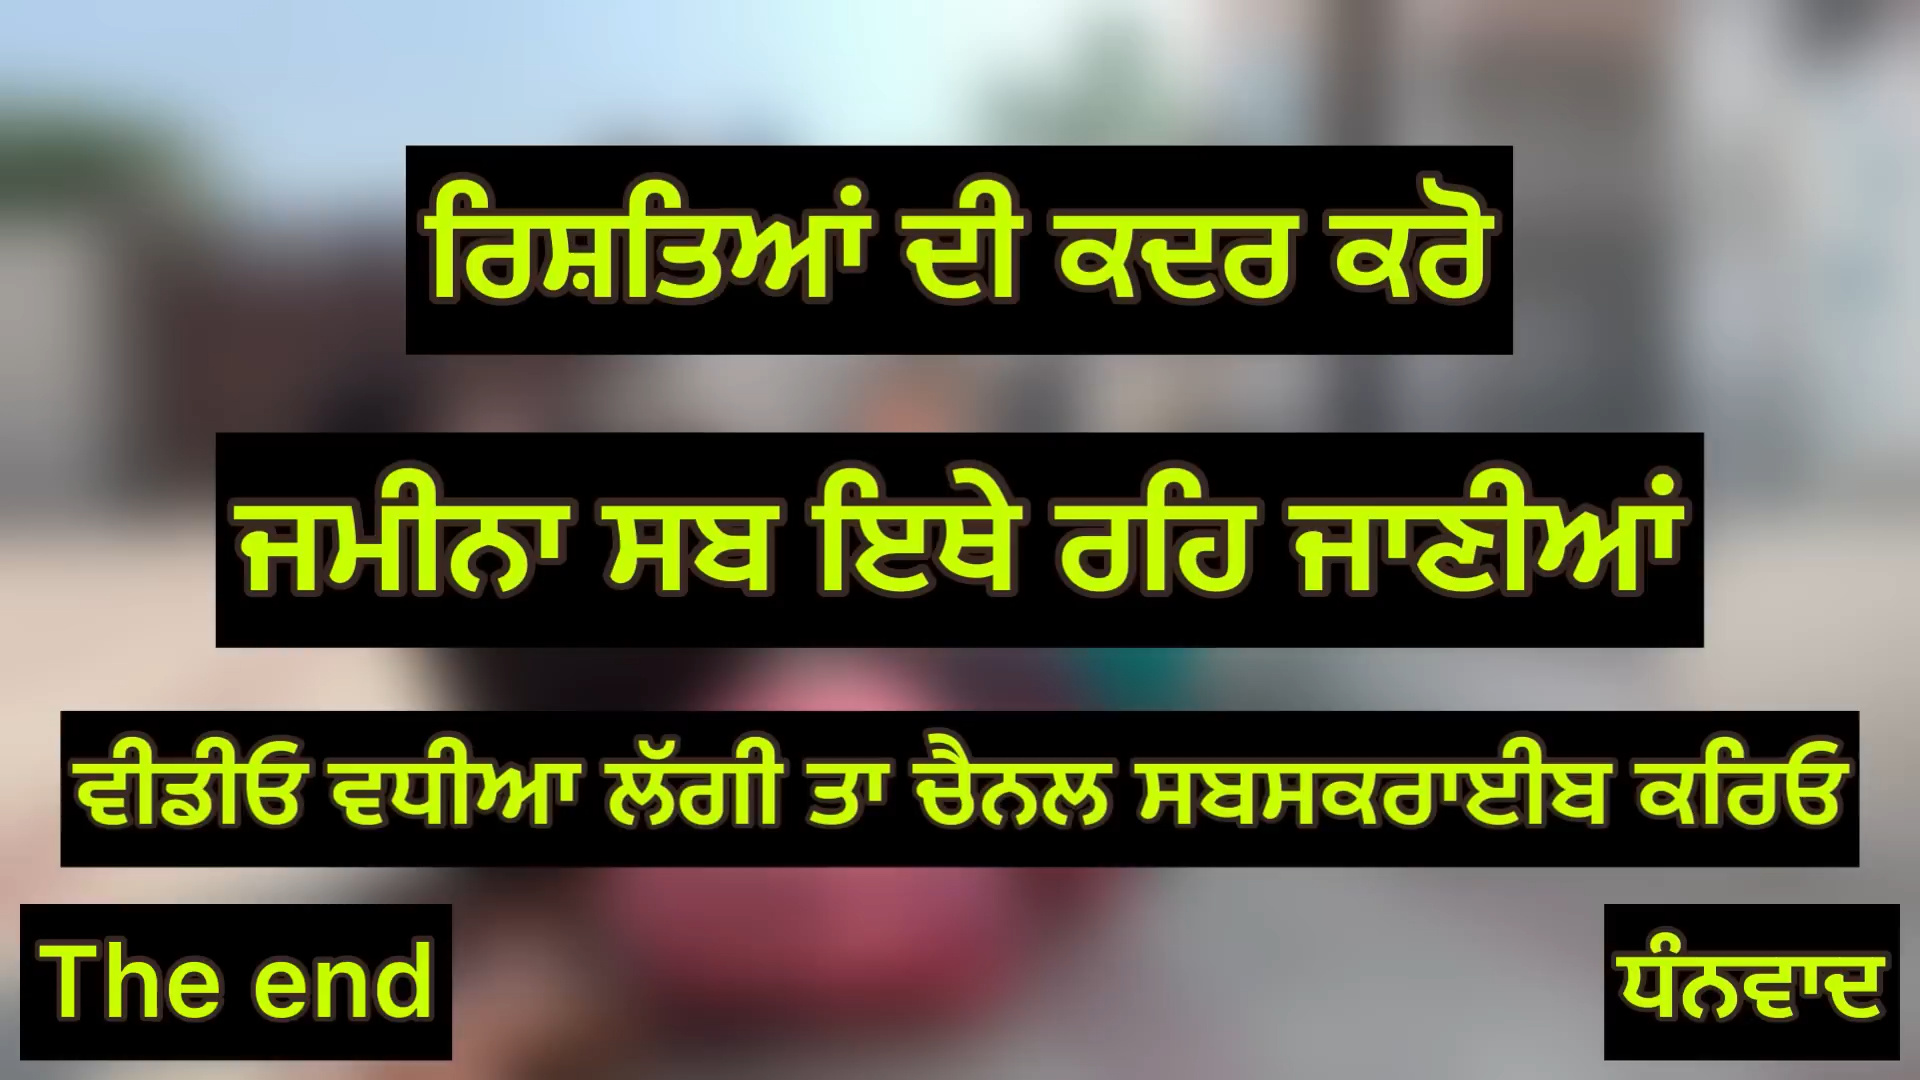 ਰਿਸ਼ਤਿਆਂ ਦੀ ਕਦਰ ਕਰੋ
ਜਮੀਨਾ ਸਬ ਇਥੇ ਰਹਿ ਜਾਣੀਆਂ
ਵੀਡੀਓ ਵਧੀਆ ਲੱਗੀ ਤਾ ਚੈਨਲ ਸਬਸਕਰਾਈਬ ਕਰਿਓ
The end
ਧੰਨਵਾਦ